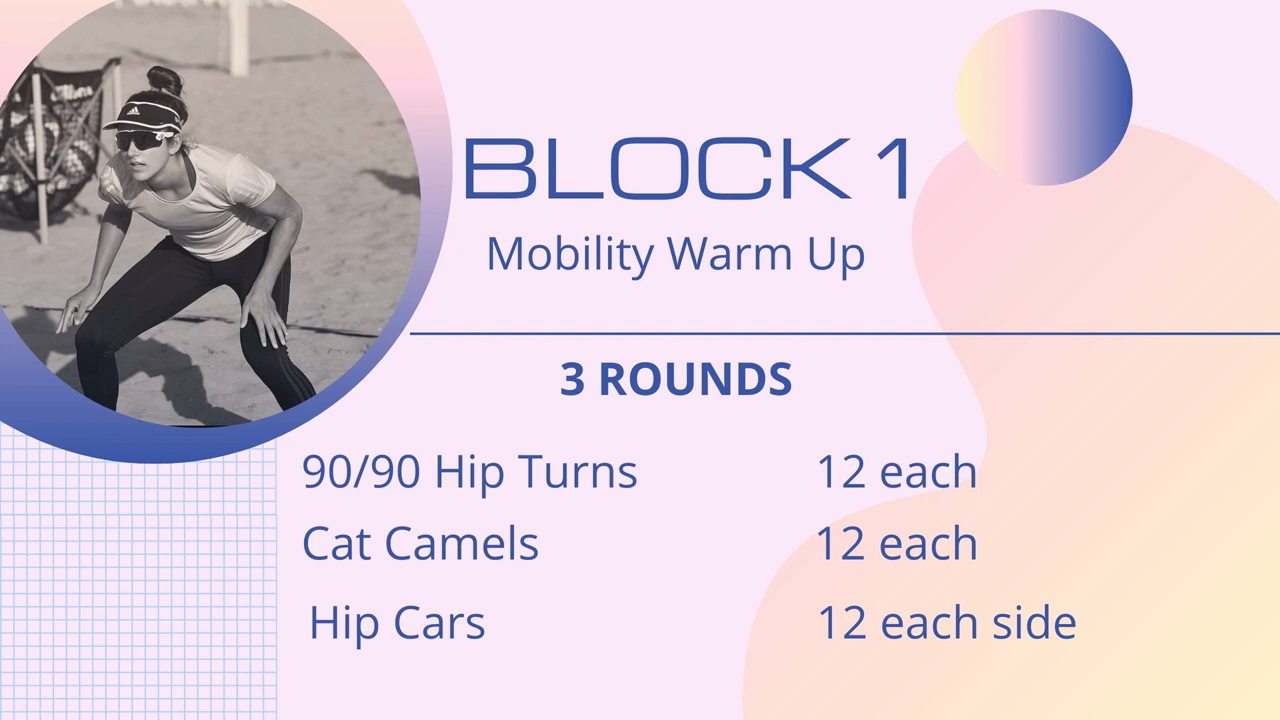 BLOCK 1
Mobility Warm Up
3 ROUNDS
90/90 Hip Turns 12 each
Cat Camels 12 each
Hip Cars 12 each side